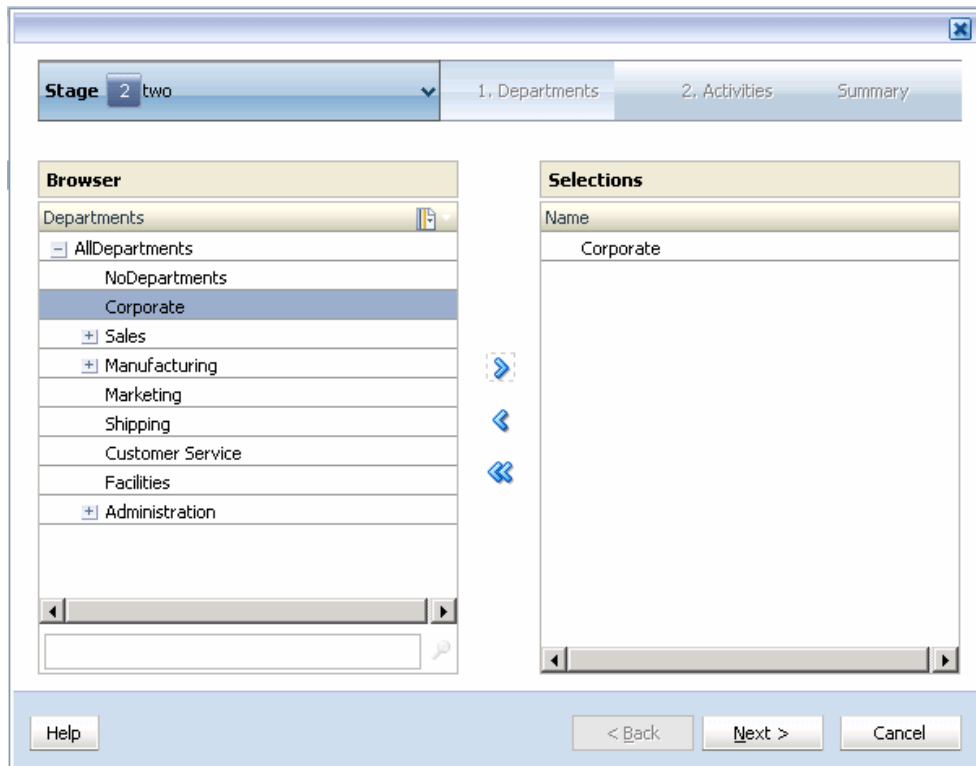 Stage 2 two 1. Departments 2. Activities Summary
Browser
Departments
AllDepartments
NoDepartments
Corporate
Sales
Manufacturing
Marketing
Shipping
Customer Service
Facilities
Administration
Selections
Name
Corporate
Help < Back Next > Cancel